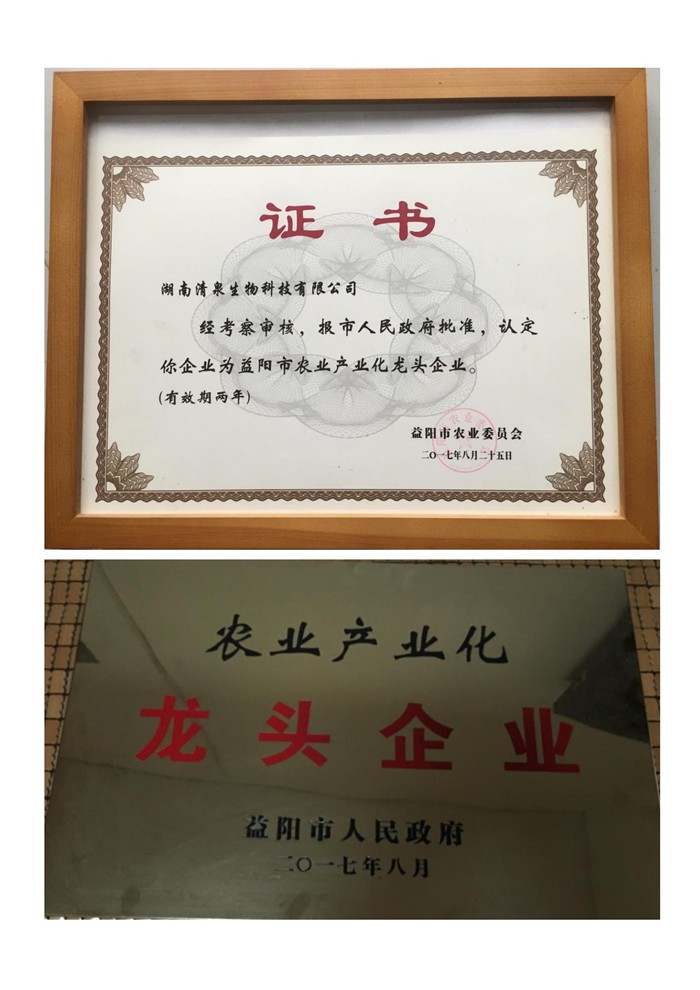 证书
湖南清泉生物科技有限公司
经考察审核，报市人民政府批准，认定
你企业为益阳市农业产业化龙头企业。
(有效期两年)
益阳市农业委员会
二〇一七年八月二十五日
农业产业化
龙头企业
益阳市人民政府
二〇一七年八月